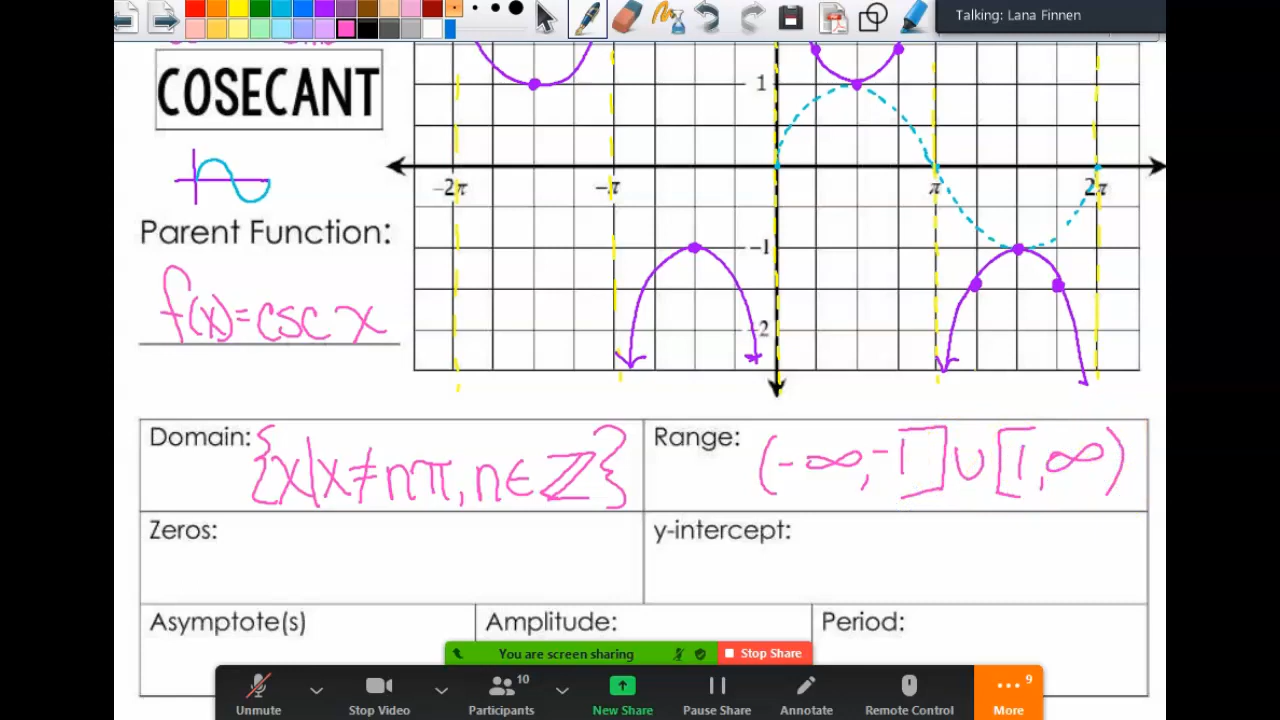 Talking: Lana Finnen
COSECANT
1
-2π -π π 2π
Parent Function:
-1
f(x)=csc x
-2
Domain: {x|x≠nπ, n∈ℤ}
Range: (-∞,-1]∪[1,∞)
Zeros:
y-intercept:
Asymptote(s)
Amplitude:
Period:
You are screen sharing
Stop Share
10
9
Unmute
Stop Video
Participants
New Share
Pause Share
Annotate
Remote Control
More